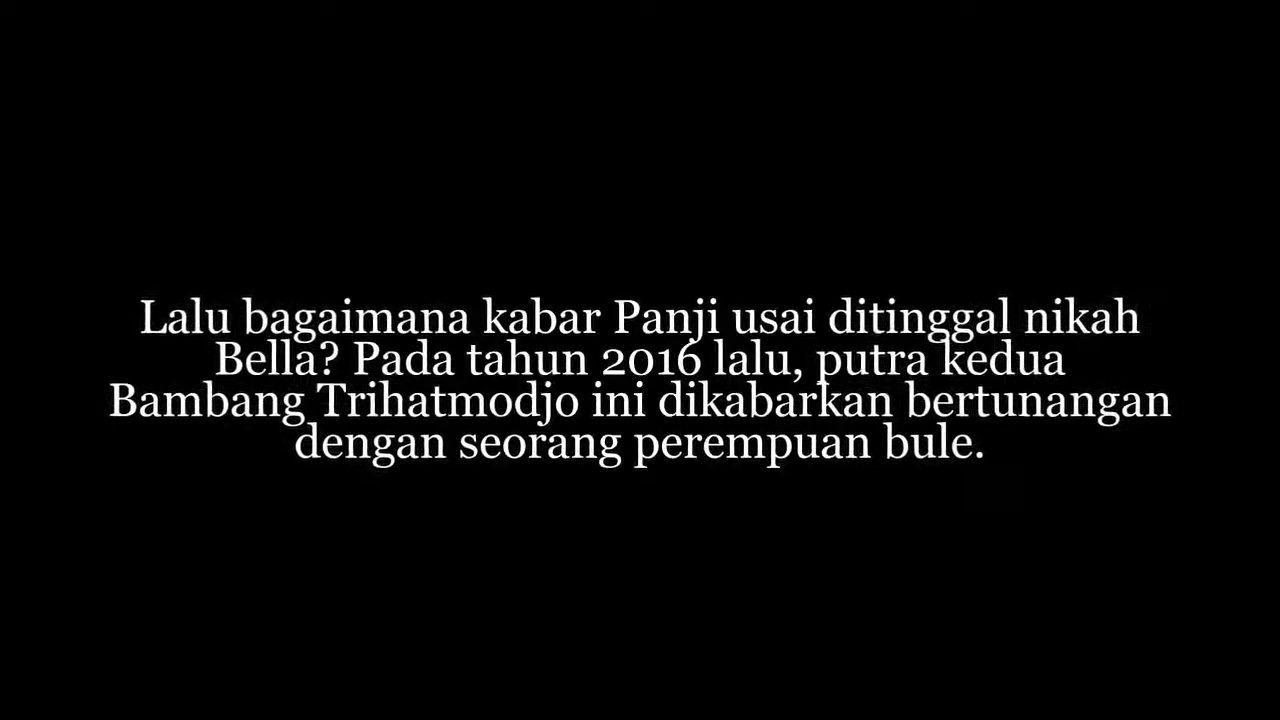 Lalu bagaimana kabar Panji usai ditinggal nikah
Bella? Pada tahun 2016 lalu, putra kedua
Bambang Trihatmodjo ini dikabarkan bertunangan
dengan seorang perempuan bule.